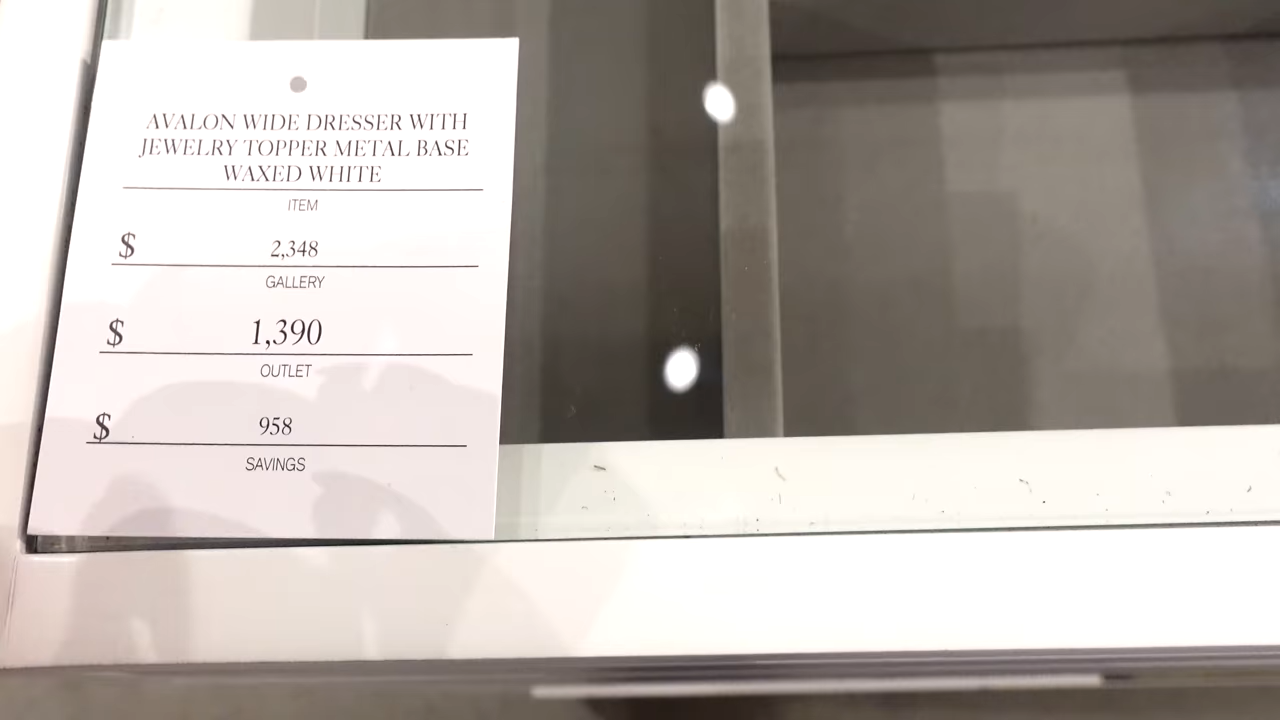 AVALON WIDE DRESSER WITH
JEWELRY TOPPER METAL BASE
WAXED WHITE
ITEM
$ 2,348
GALLERY
$ 1,390
OUTLET
$ 958
SAVINGS